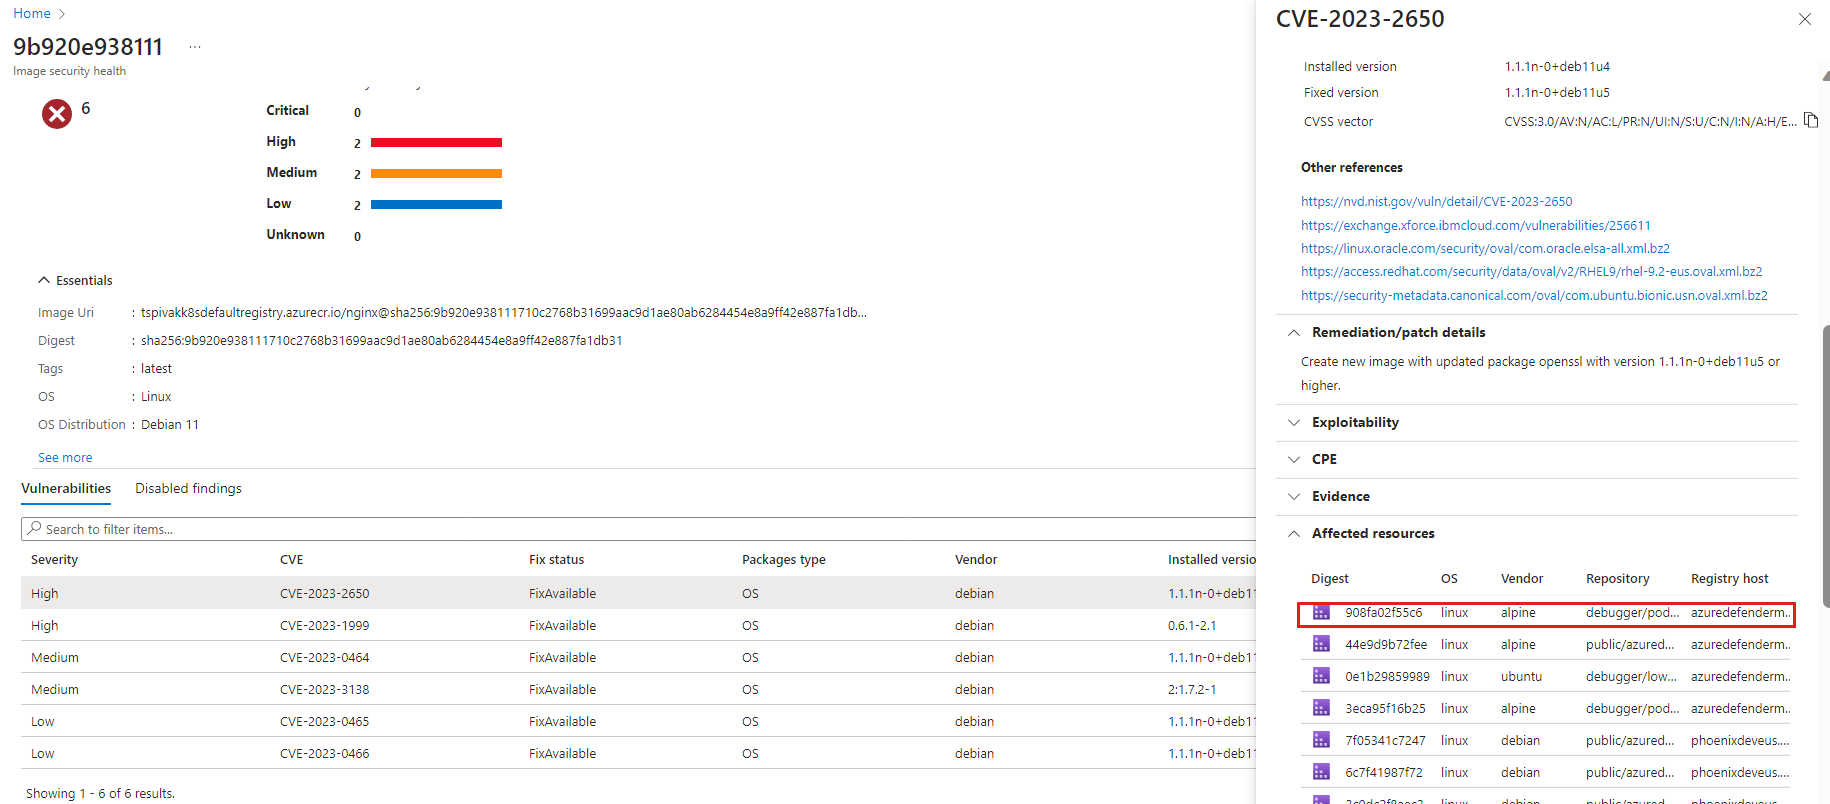 Home
9b920e938111 ...
Image security health
6
Critical 0
High 2
Medium 2
Low 2
Unknown 0
Essentials
Image Uri : tspivakk8sdefaultregistry.azurecr.io/nginx@sha256:9b920e938111710c2768b31699aac9d1ae80ab6284454e8a9ff42e887fa1db...
Digest : sha256:9b920e938111710c2768b31699aac9d1ae80ab6284454e8a9ff42e887fa1db31
Tags : latest
OS : Linux
OS Distribution : Debian 11
See more
Vulnerabilities Disabled findings
Search to filter items...
Severity CVE Fix status Packages type Vendor Installed versio
High CVE-2023-2650 FixAvailable OS debian 1.1.1n-0+deb11
High CVE-2023-1999 FixAvailable OS debian 0.6.1-2.1
Medium CVE-2023-0464 FixAvailable OS debian 1.1.1n-0+deb11
Medium CVE-2023-3138 FixAvailable OS debian 2:1.7.2-1
Low CVE-2023-0465 FixAvailable OS debian 1.1.1n-0+deb11
Low CVE-2023-0466 FixAvailable OS debian 1.1.1n-0+deb11
Showing 1 - 6 of 6 results.
CVE-2023-2650
Installed version 1.1.1n-0+deb11u4
Fixed version 1.1.1n-0+deb11u5
CVSS vector CVSS:3.0/AV:N/AC:L/PR:N/UI:N/S:U/C:N/I:N/A:H/E...
Other references
https://nvd.nist.gov/vuln/detail/CVE-2023-2650
https://exchange.xforce.ibmcloud.com/vulnerabilities/256611
https://linux.oracle.com/security/oval/com.oracle.elsa-all.xml.bz2
https://access.redhat.com/security/data/oval/v2/RHEL9/rhel-9.2-eus.oval.xml.bz2
https://security-metadata.canonical.com/oval/com.ubuntu.bionic.usn.oval.xml.bz2
Remediation/patch details
Create new image with updated package openssl with version 1.1.1n-0+deb11u5 or
higher.
Exploitability
CPE
Evidence
Affected resources
Digest OS Vendor Repository Registry host
908fa02f55c6 linux alpine debugger/pod... azuredefenderm...
44e9d9b72fee linux alpine public/azured... azuredefenderm...
0e1b29859989 linux ubuntu debugger/low... azuredefenderm...
3eca95f16b25 linux alpine debugger/pod... azuredefenderm...
7f05341c7247 linux debian public/azured... phoenixdeveus....
6c7f41987f72 linux debian public/azured... phoenixdeveus....